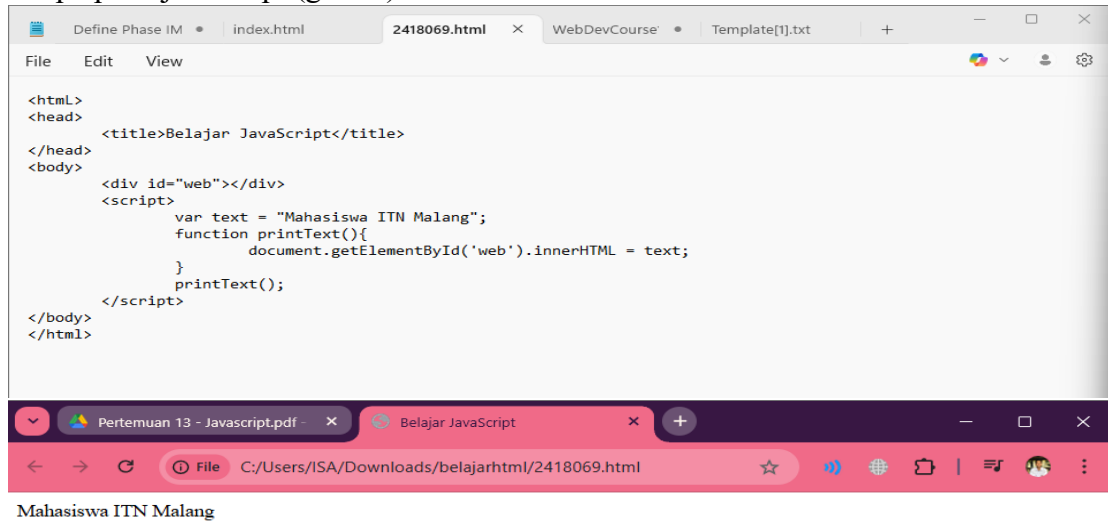 Define Phase IM index.html 2418069.html WebDevCourse Template[1].txt
File Edit View
<html>
<head>
<title>Belajar JavaScript</title>
</head>
<body>
<div id="web"></div>
<script>
var text = "Mahasiswa ITN Malang";
function printText(){
document.getElementById('web').innerHTML = text;
}
printText();
</script>
</body>
</html>
Pertemuan 13 - Javascript.pdf - Belajar JavaScript
File C:/Users/ISA/Downloads/belajarhtml/2418069.html
Mahasiswa ITN Malang